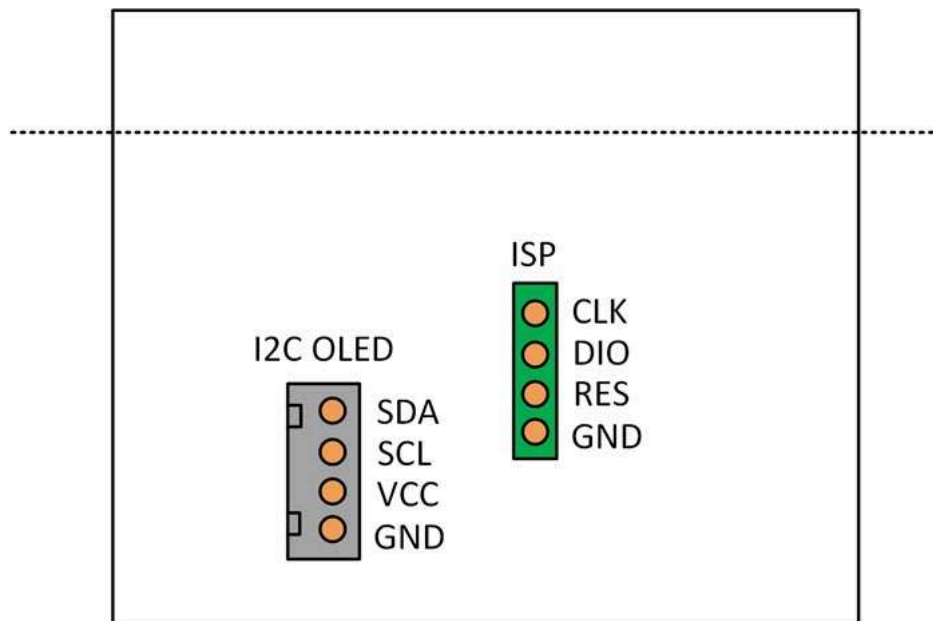 ISP
CLK
DIO
RES
GND
I2C OLED
SDA
SCL
VCC
GND